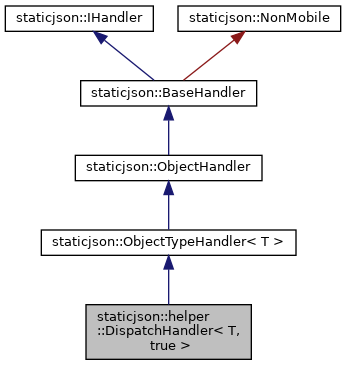 staticjson::IHandler
staticjson::NonMobile
staticjson::BaseHandler
staticjson::ObjectHandler
staticjson::ObjectTypeHandler< T >
staticjson::helper
::DispatchHandler< T,
true >